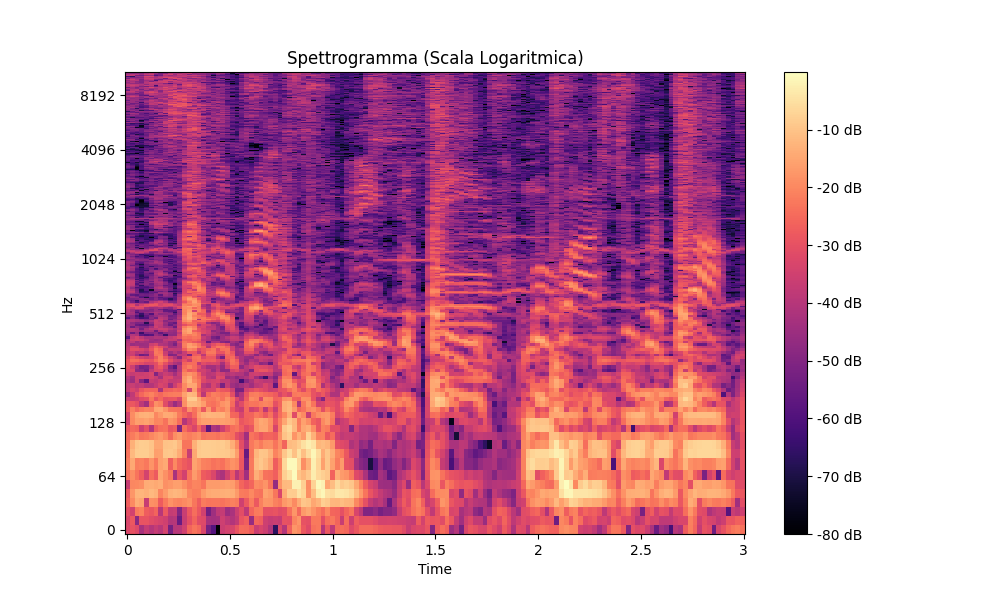 Spettrogramma (Scala Logaritmica)
Hz
8192
4096
2048
1024
512
256
128
64
0
0
0.5
1
1.5
2
2.5
3
Time
-10 dB
-20 dB
-30 dB
-40 dB
-50 dB
-60 dB
-70 dB
-80 dB